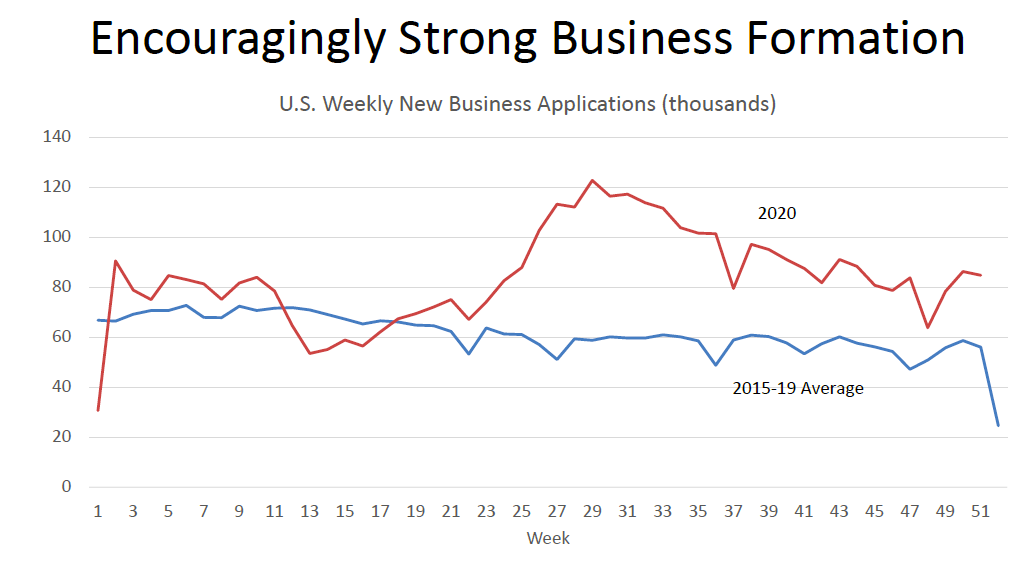 Encouragingly Strong Business Formation
U.S. Weekly New Business Applications (thousands)
140
120
100
80
60
40
20
0
2020
2015-19 Average
1 3 5 7 9 11 13 15 17 19 21 23 25 27 29 31 33 35 37 39 41 43 45 47 49 51
Week